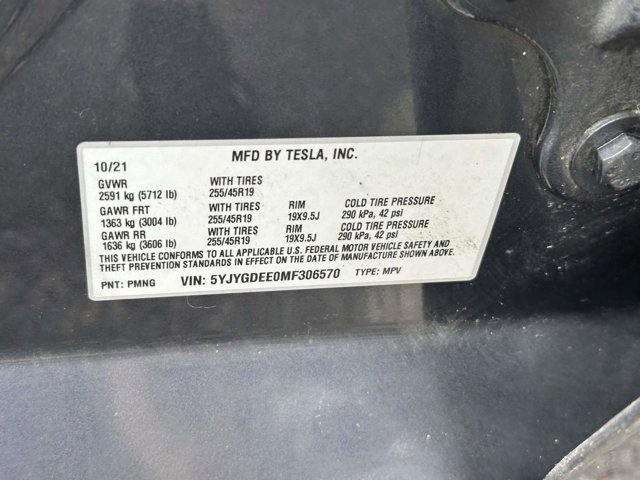 MFD BY TESLA, INC.
10/21
GVWR WITH TIRES
2591 kg (5712 lb) 255/45R19
GAWR FRT WITH TIRES RIM COLD TIRE PRESSURE
1363 kg (3004 lb) 255/45R19 19X9.5J 290 kPa, 42 psi
GAWR RR WITH TIRES RIM COLD TIRE PRESSURE
1636 kg (3606 lb) 255/45R19 19X9.5J 290 kPa, 42 psi
THIS VEHICLE CONFORMS TO ALL APPLICABLE U.S. FEDERAL MOTOR VEHICLE SAFETY AND
THEFT PREVENTION STANDARDS IN EFFECT ON THE DATE OF MANUFACTURE SHOWN ABOVE.
PNT: PMNG VIN: 5YJYGDEE0MF306570 TYPE: MPV